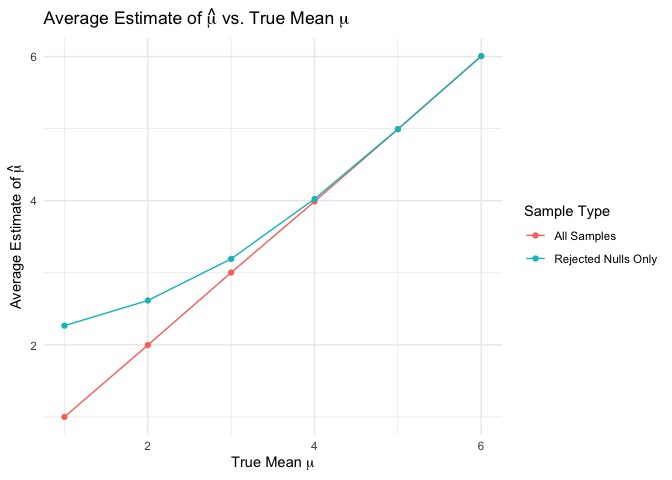 Average Estimate of μ̂ vs. True Mean μ
6
4
2
Average Estimate of μ̂
2
4
6
True Mean μ
Sample Type
All Samples
Rejected Nulls Only